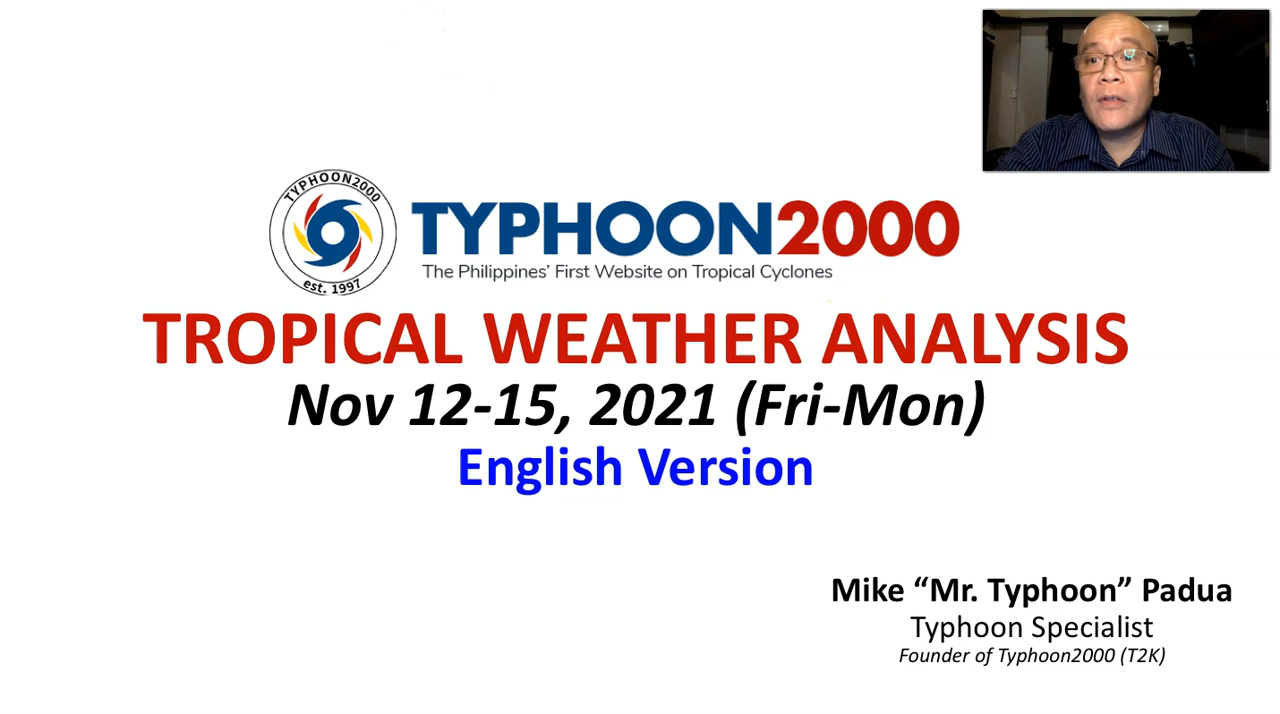 TYPHOON2000
est. 1997
TYPHOON2000
The Philippines' First Website on Tropical Cyclones
TROPICAL WEATHER ANALYSIS
Nov 12-15, 2021 (Fri-Mon)
English Version
Mike “Mr. Typhoon” Padua
Typhoon Specialist
Founder of Typhoon2000 (T2K)